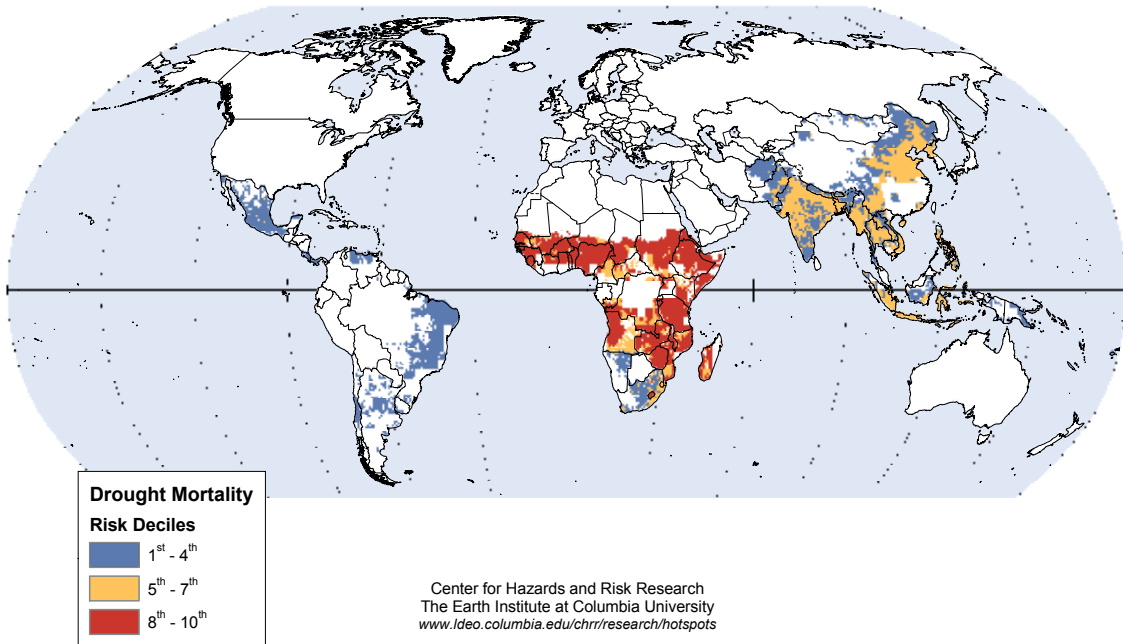 Drought Mortality
Risk Deciles
1st - 4th
5th - 7th
8th - 10th
Center for Hazards and Risk Research
The Earth Institute at Columbia University
www.ldeo.columbia.edu/chrr/research/hotspots